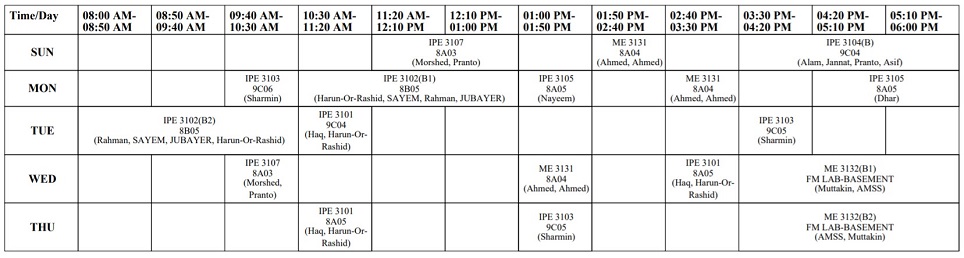 Time/Day
08:00 AM-
08:50 AM
08:50 AM-
09:40 AM
09:40 AM-
10:30 AM
10:30 AM-
11:20 AM
11:20 AM-
12:10 PM
12:10 PM-
01:00 PM
01:00 PM-
01:50 PM
01:50 PM-
02:40 PM
02:40 PM-
03:30 PM
03:30 PM-
04:20 PM
04:20 PM-
05:10 PM
05:10 PM-
06:00 PM
SUN
IPE 3107
8A03
(Morshed, Pranto)
ME 3131
8A04
(Ahmed, Ahmed)
IPE 3104(B)
9C04
(Alam, Jannat, Pranto, Asif)
MON
IPE 3103
9C06
(Sharmin)
IPE 3102(B1)
8B05
(Harun-Or-Rashid, SAYEM, Rahman, JUBAYER)
IPE 3105
8A05
(Nayeem)
ME 3131
8A04
(Ahmed, Ahmed)
IPE 3105
8A05
(Dhar)
TUE
IPE 3102(B2)
8B05
(Rahman, SAYEM, JUBAYER, Harun-Or-Rashid)
IPE 3101
9C04
(Haq, Harun-Or-
Rashid)
IPE 3103
9C05
(Sharmin)
WED
IPE 3107
8A03
(Morshed,
Pranto)
ME 3131
8A04
(Ahmed, Ahmed)
IPE 3101
8A05
(Haq, Harun-Or-
Rashid)
ME 3132(B1)
FM LAB-BASEMENT
(Muttakin, AMSS)
THU
IPE 3101
8A05
(Haq, Harun-Or-
Rashid)
IPE 3103
9C05
(Sharmin)
ME 3132(B2)
FM LAB-BASEMENT
(AMSS, Muttakin)